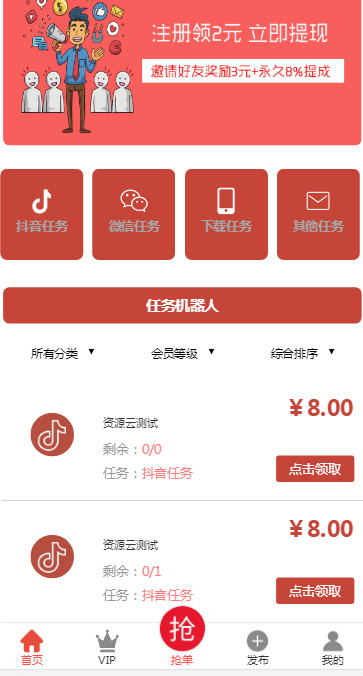 注册领2元 立即提现
邀请好友奖励3元+永久8%提成
抖音任务 微信任务 下载任务 其他任务
任务机器人
所有分类 ▼ 会员等级 ▼ 综合排序 ▼
¥ 8.00
资源云测试
剩余：0/0
任务：抖音任务
点击领取
¥ 8.00
资源云测试
剩余：0/1
任务：抖音任务
点击领取
抢
首页 VIP 抢单 发布 我的